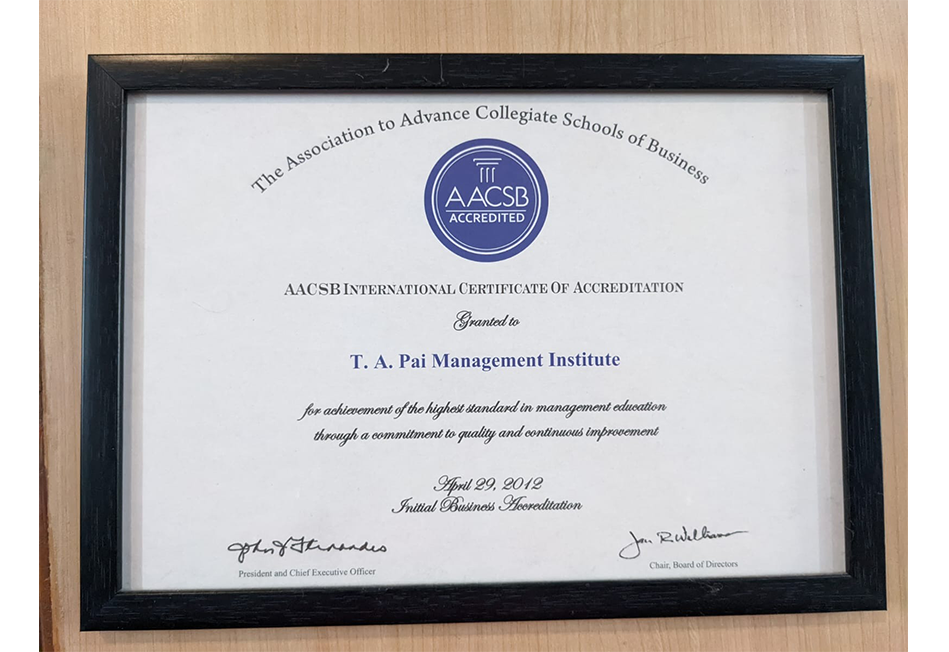 The Association to Advance Collegiate Schools of Business
AACSB
ACCREDITED
AACSB INTERNATIONAL CERTIFICATE OF ACCREDITATION
Granted to
T. A. Pai Management Institute
for achievement of the highest standard in management education
through a commitment to quality and continuous improvement
April 29, 2012
Initial Business Accreditation
John J Fernandes
Jan R Williams
President and Chief Executive Officer
Chair, Board of Directors